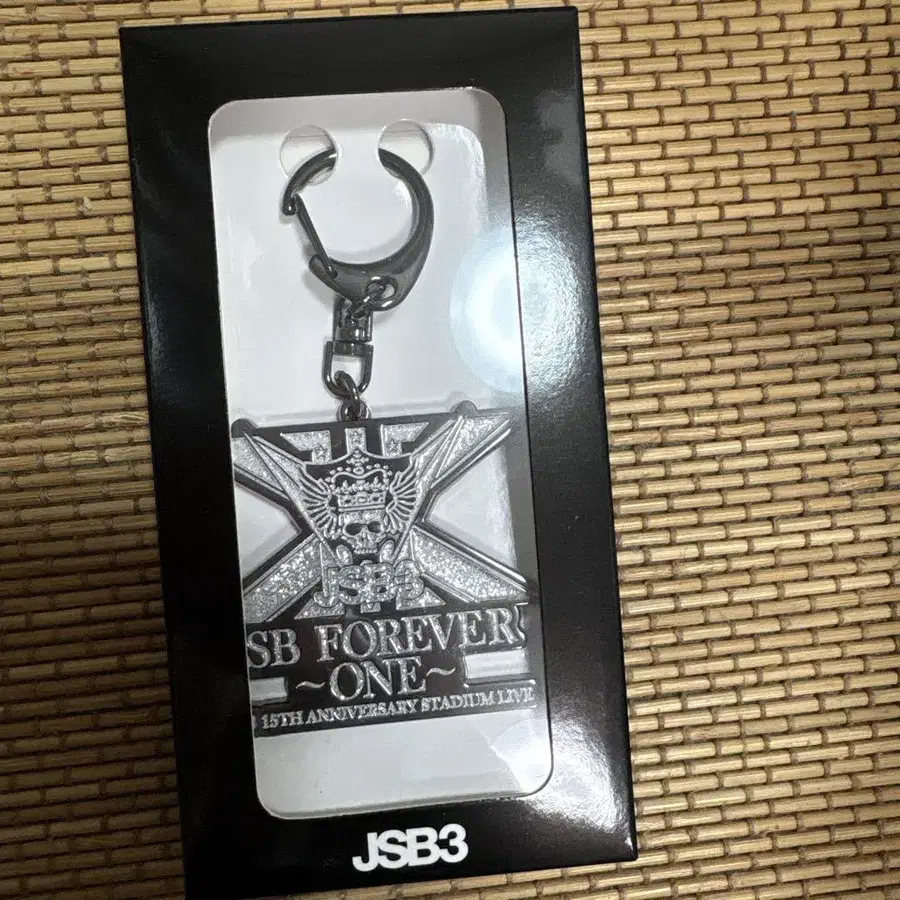 JSB3
SB FOREVER
~ONE~
15TH ANNIVERSARY STADIUM LIVE
JSB3